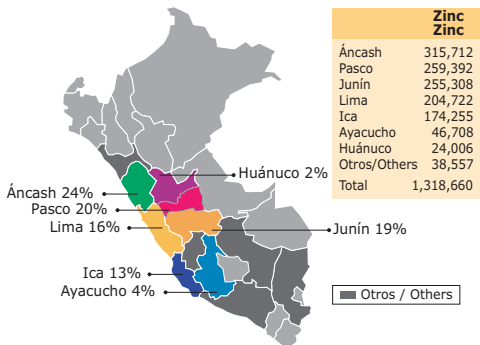 Zinc
Zinc
Áncash 315,712
Pasco 259,392
Junín 255,308
Lima 204,722
Ica 174,255
Ayacucho 46,708
Huánuco 24,006
Otros/Others 38,557
Total 1,318,660
Huánuco 2%
Áncash 24%
Pasco 20%
Lima 16%
Junín 19%
Ica 13%
Ayacucho 4%
Otros / Others